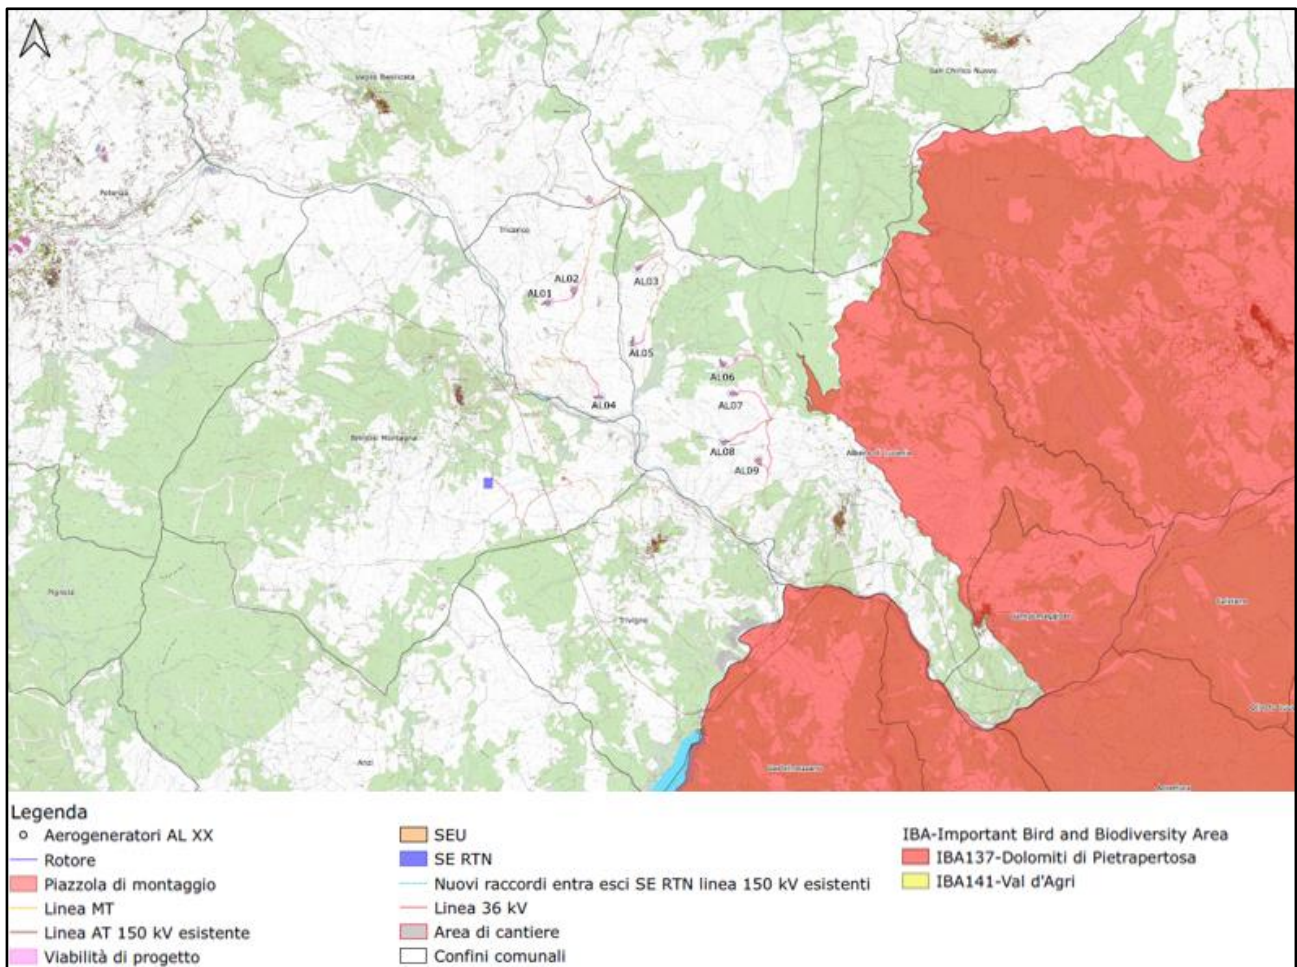 Vaglio Basilicata
San Chirico Nuovo
Potenza
Tricarico
AL02
AL03
AL01
AL05
AL06
AL04
AL07
Brindisi Montagna
AL08
Albano di Lucania
AL09
Pignola
Trivigno
Campomaggiore
Calciano
Anzi
Castelmezzano
Accettura
Legenda
Aerogeneratori AL XX
Rotore
Piazzola di montaggio
Linea MT
Linea AT 150 kV esistente
Viabilità di progetto
SEU
SE RTN
Nuovi raccordi entra esci SE RTN linea 150 kV esistenti
Linea 36 kV
Area di cantiere
Confini comunali
IBA-Important Bird and Biodiversity Area
IBA137-Dolomiti di Pietrapertosa
IBA141-Val d'Agri